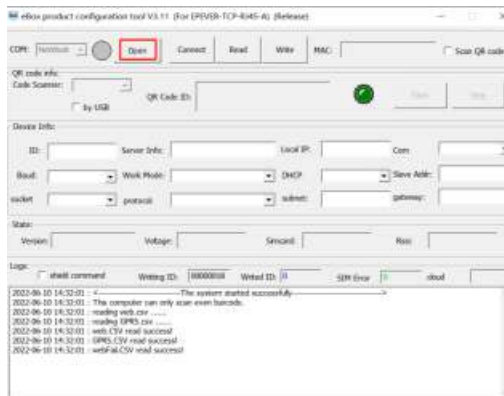 eBox product configuration tool V3.11 (For EPEVER-TCP-RJ45-A) (Release)
COM: Open Connect Read Write MAC: Scan QR code
QR code info:
Code Scanner: QR Code ID:
by USB
Device Info:
ID: Server Info: Local IP: Com
Baud: Work Mode: DHCP Slave Addr:
socket protocol subnet: gateway:
State:
Version: Voltage: Simcard: Rssi:
Logs:
shield command Writing ID: 00000018 Writed ID: 0 SIM Error 0 cloud
2022-06-10 14:32:01 : <----------The system started successfully---------->
2022-06-10 14:32:01 : The computer can only scan even barcode.
2022-06-10 14:32:01 : reading web.csv ......
2022-06-10 14:32:01 : reading GPRS.csv ......
2022-06-10 14:32:01 : web.CSV read success!
2022-06-10 14:32:01 : GPRS.CSV read success!
2022-06-10 14:32:01 : webFail.CSV read success!